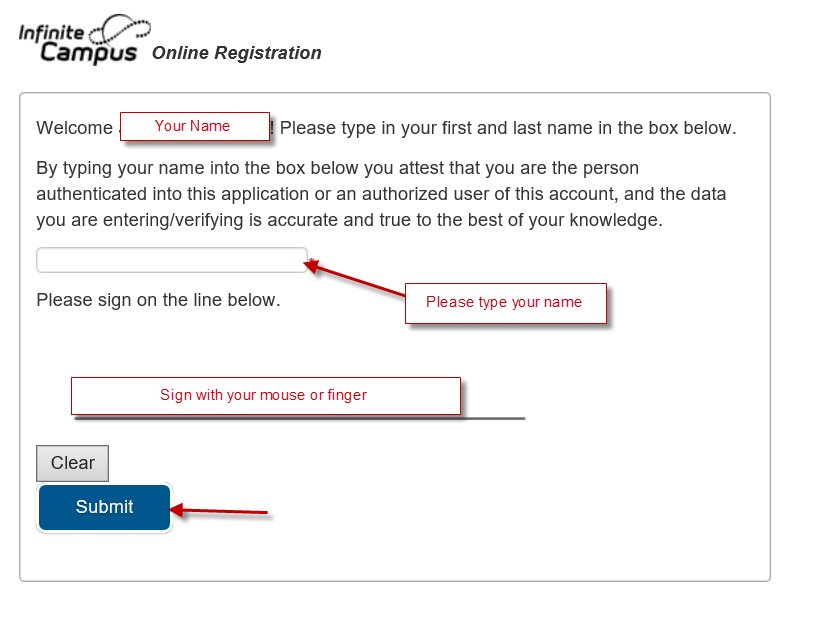 Infinite
Campus Online Registration
Welcome Your Name ! Please type in your first and last name in the box below.
By typing your name into the box below you attest that you are the person
authenticated into this application or an authorized user of this account, and the data
you are entering/verifying is accurate and true to the best of your knowledge.
*
Please sign on the line below.
Please type your name
Sign with your mouse or finger
Clear
Submit